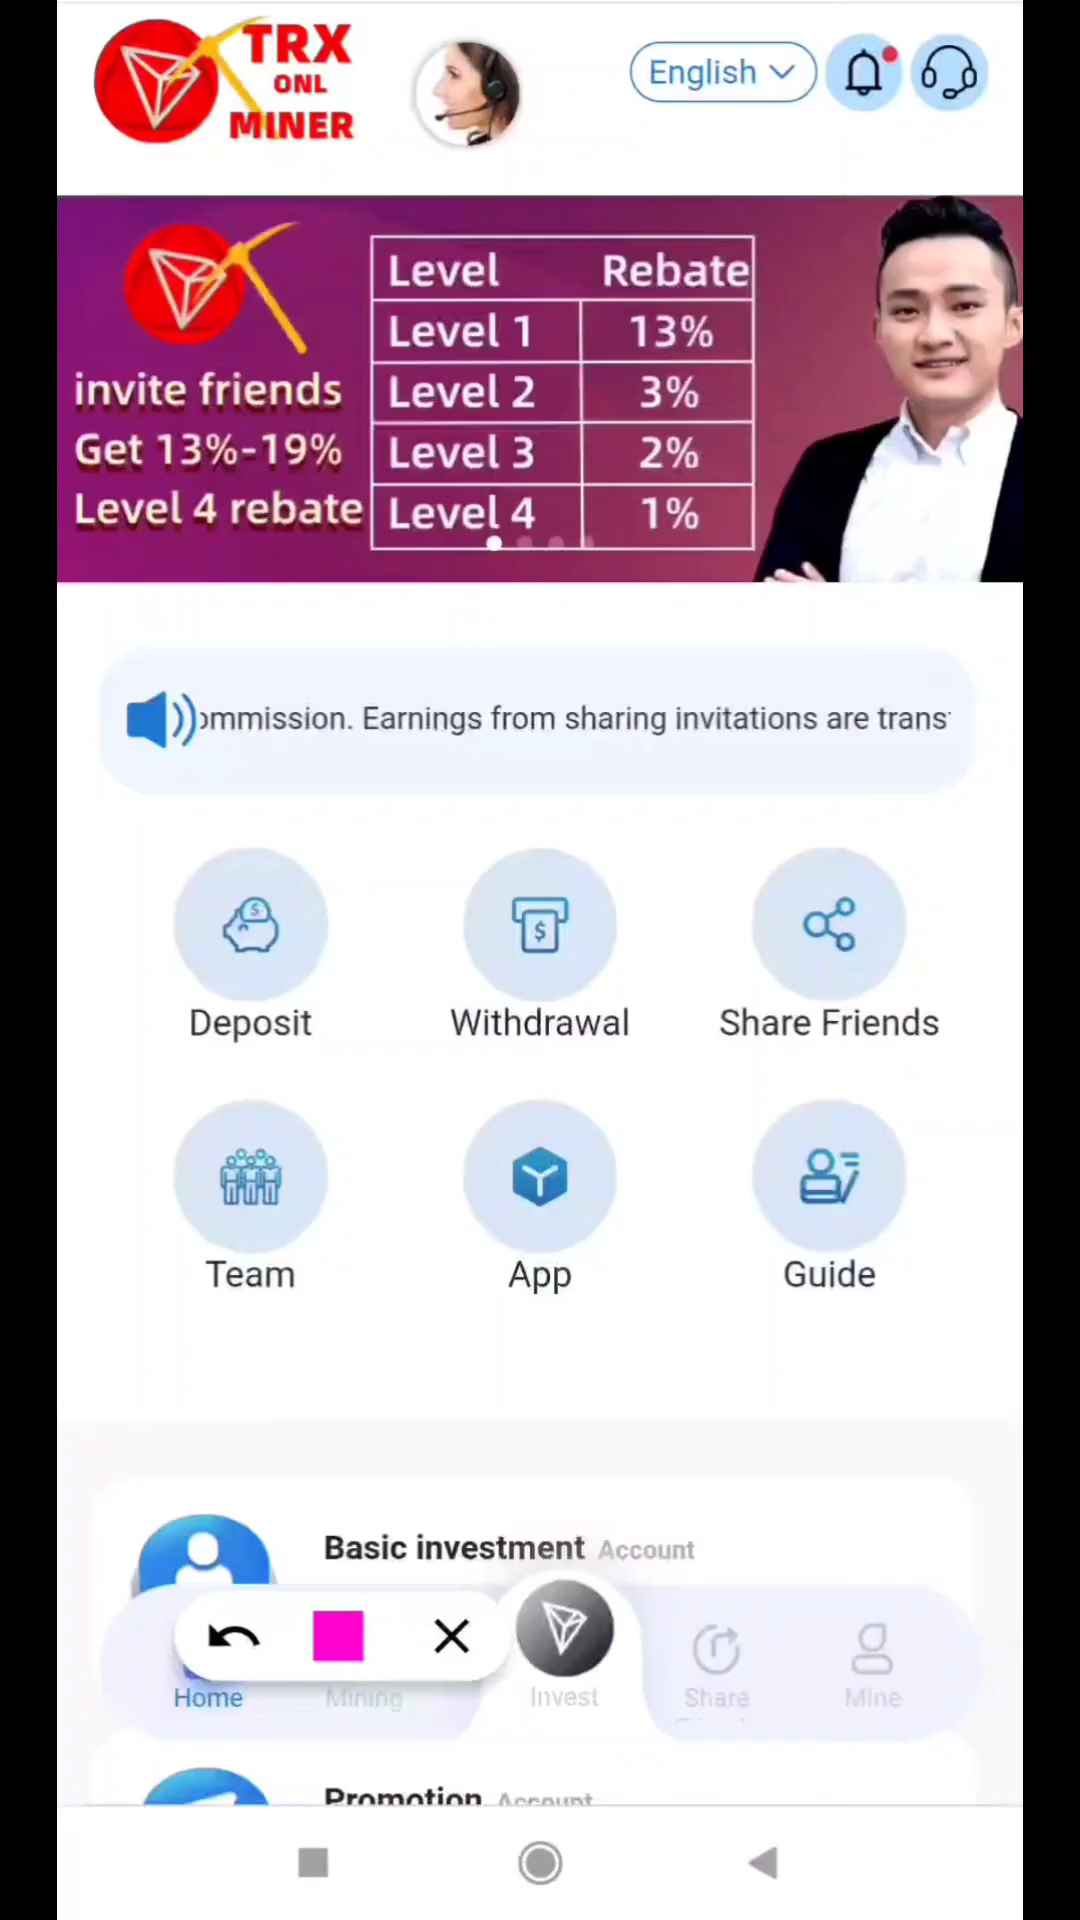 TRX
ONL
MINER
English
invite friends
Get 13%-19%
Level 4 rebate
Level Rebate
Level 1 13%
Level 2 3%
Level 3 2%
Level 4 1%
ommission. Earnings from sharing invitations are trans
Deposit Withdrawal Share Friends
Team App Guide
Basic investment Account
Home Mining Invest Share Mine
Promotion Account